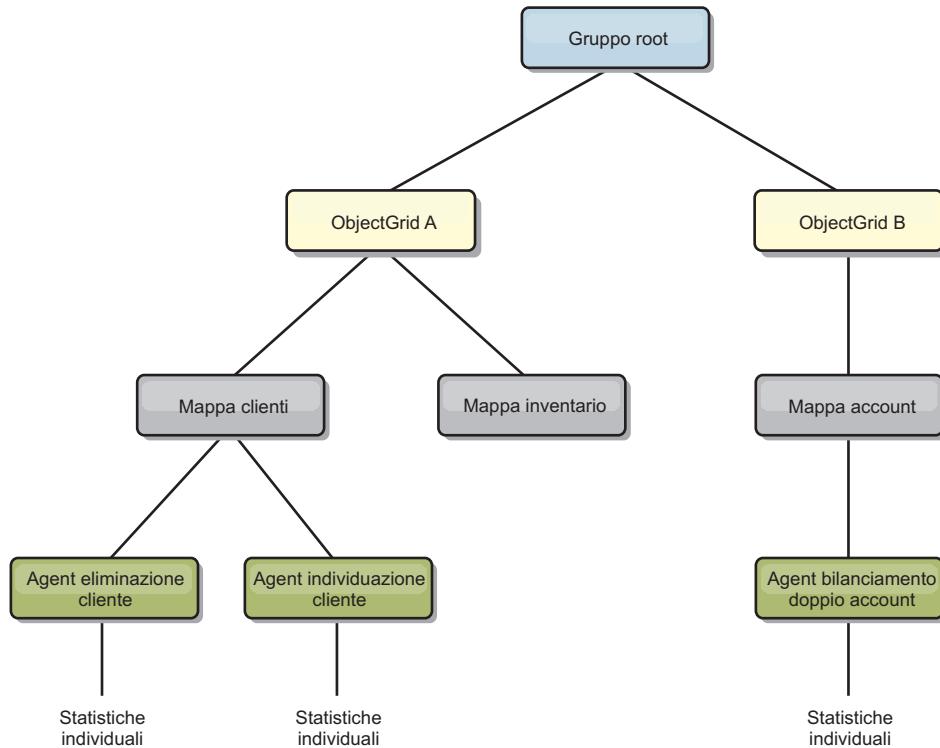 Gruppo root
ObjectGrid A
ObjectGrid B
Mappa clienti
Mappa inventario
Mappa account
Agent eliminazione
cliente
Agent individuazione
cliente
Agent bilanciamento
doppio account
Statistiche
individuali
Statistiche
individuali
Statistiche
individuali